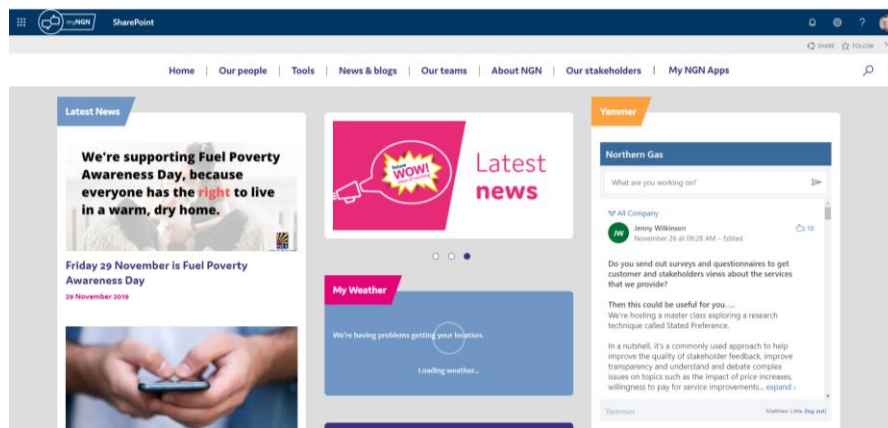 myNGN SharePoint
SHARE FOLLOW
Home Our people Tools News & blogs Our teams About NGN Our stakeholders My NGN Apps
Latest News
We're supporting Fuel Poverty
Awareness Day, because
everyone has the right to live
in a warm, dry home.
Friday 29 November is Fuel Poverty
Awareness Day
29 November 2019
WOW!
Latest
news
My Weather
We're having problems getting your location.
Loading weather...
Yammer
Northern Gas
What are you working on?
All Company
JW
Jenny Wilkinson
10
November 26 at 09:28 AM – Edited
Do you send out surveys and questionnaires to get
customer and stakeholders views about the services
that we provide?
Then this could be useful for you.....
We're hosting a master class exploring a research
technique called Stated Preference.
In a nutshell, it's a commonly used approach to help
improve the quality of stakeholder feedback, improve
transparency and understand and debate complex
issues on topics such as the impact of price increases,
willingness to pay for service improvements... expand ›
Yammer
Matthew Little (log out)